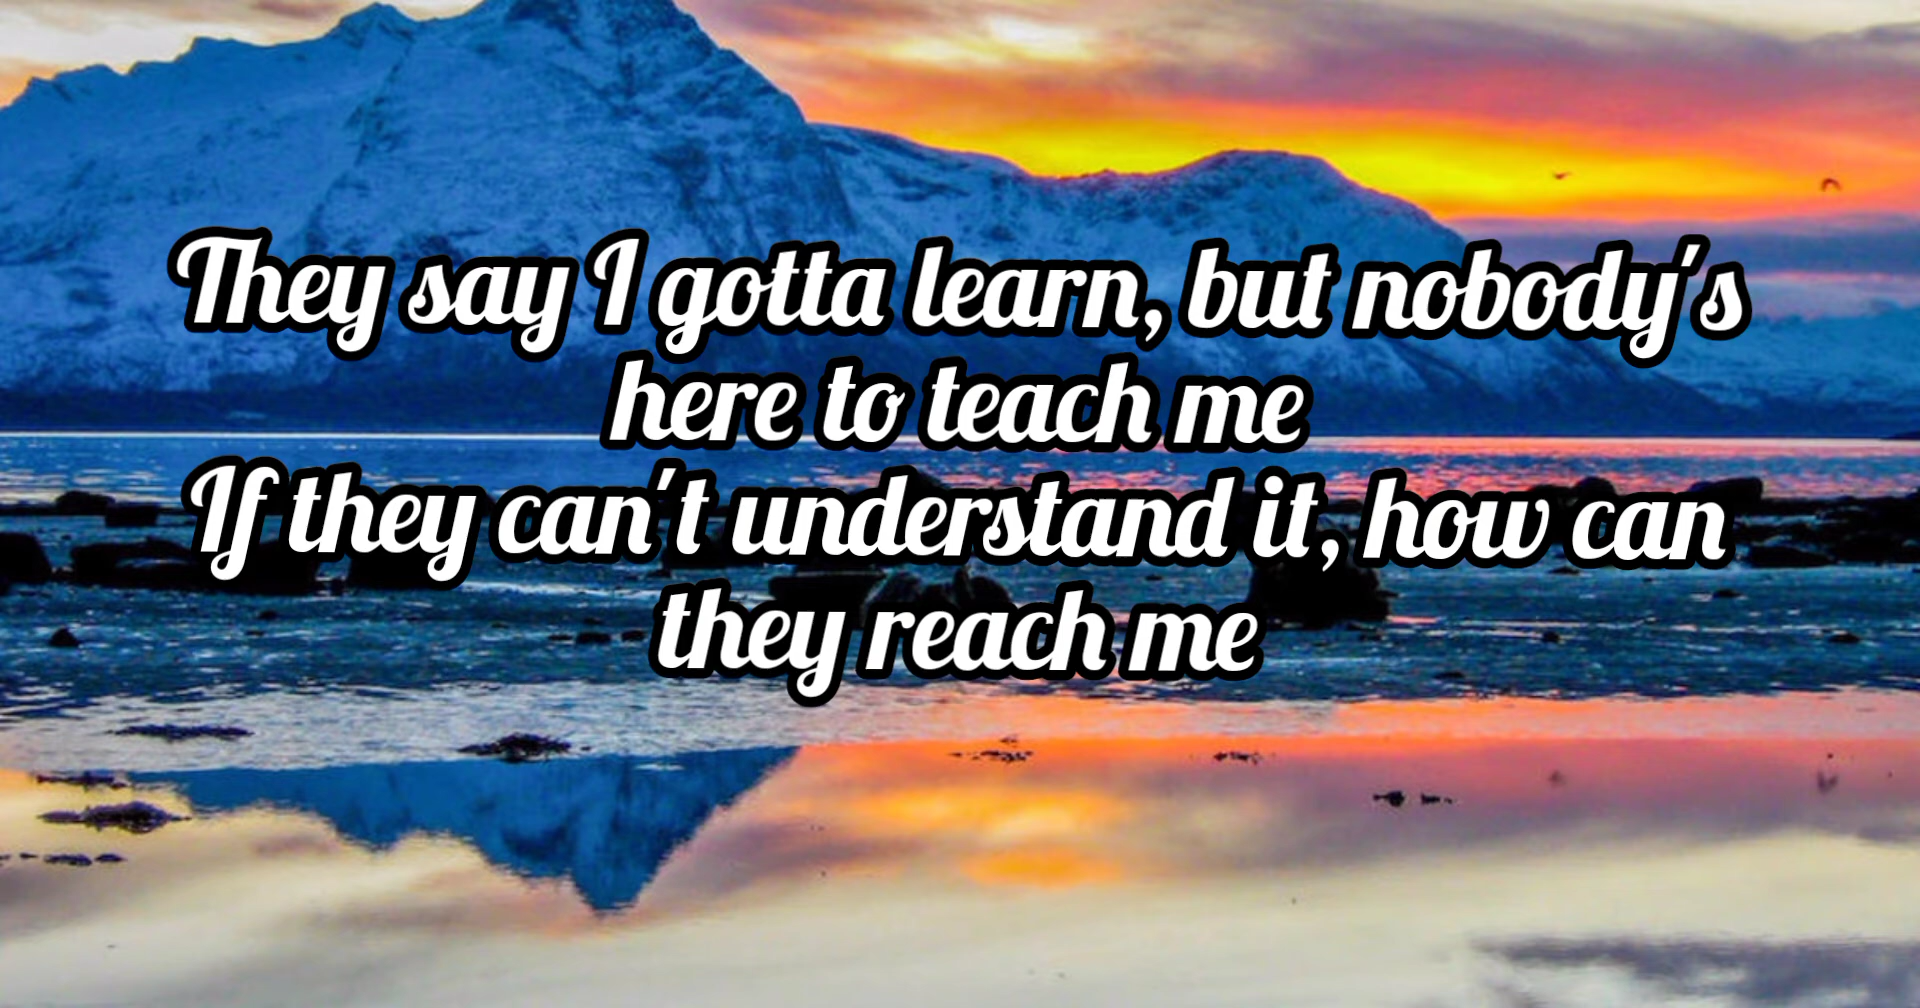 They say I gotta learn, but nobody's
here to teach me
If they can't understand it, how can
they reach me